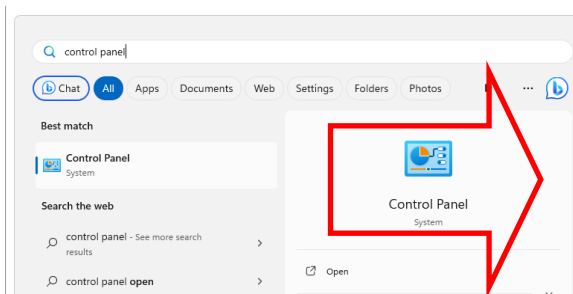 control panel
Chat All Apps Documents Web Settings Folders Photos
Best match
Control Panel
System
Search the web
control panel - See more search
results
control panel open
Control Panel
System
Open